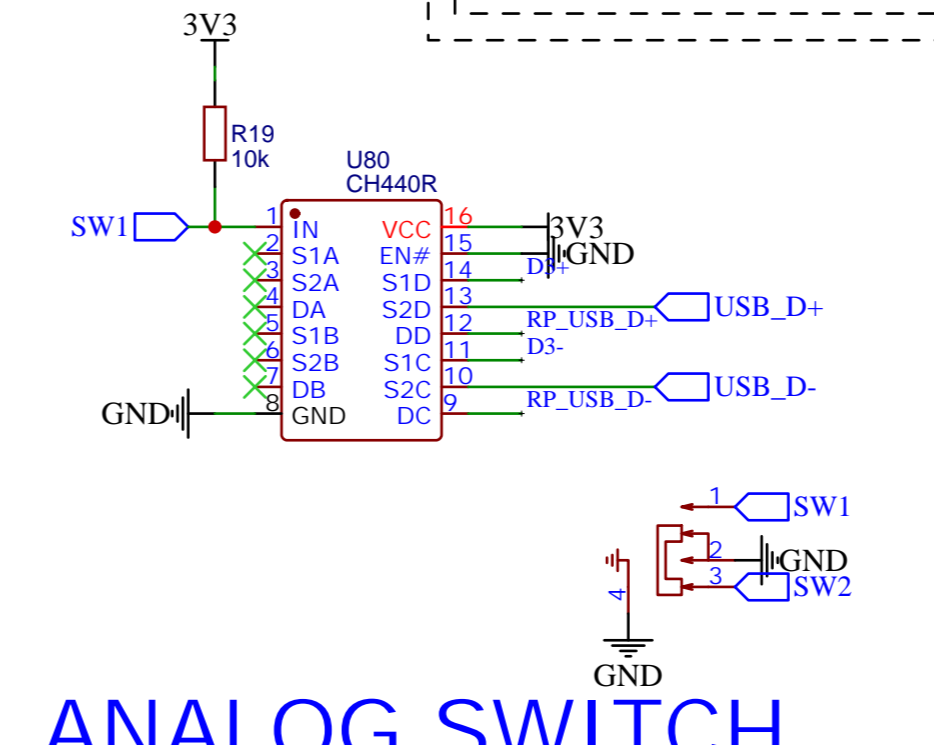 3V3
R19
10k
U80
CH440R
SW1
1 IN VCC 16 3V3
2 S1A EN# 15 GND
3 S2A S1D 14 D3+
4 DA S2D 13 USB_D+
5 S1B DD 12 RP_USB_D+
6 S2B S1C 11 D3-
7 DB S2C 10 USB_D-
GND 8 GND DC 9 RP_USB_D-
1 SW1
2 GND
3 SW2
4
GND
ANALOG SWITCH